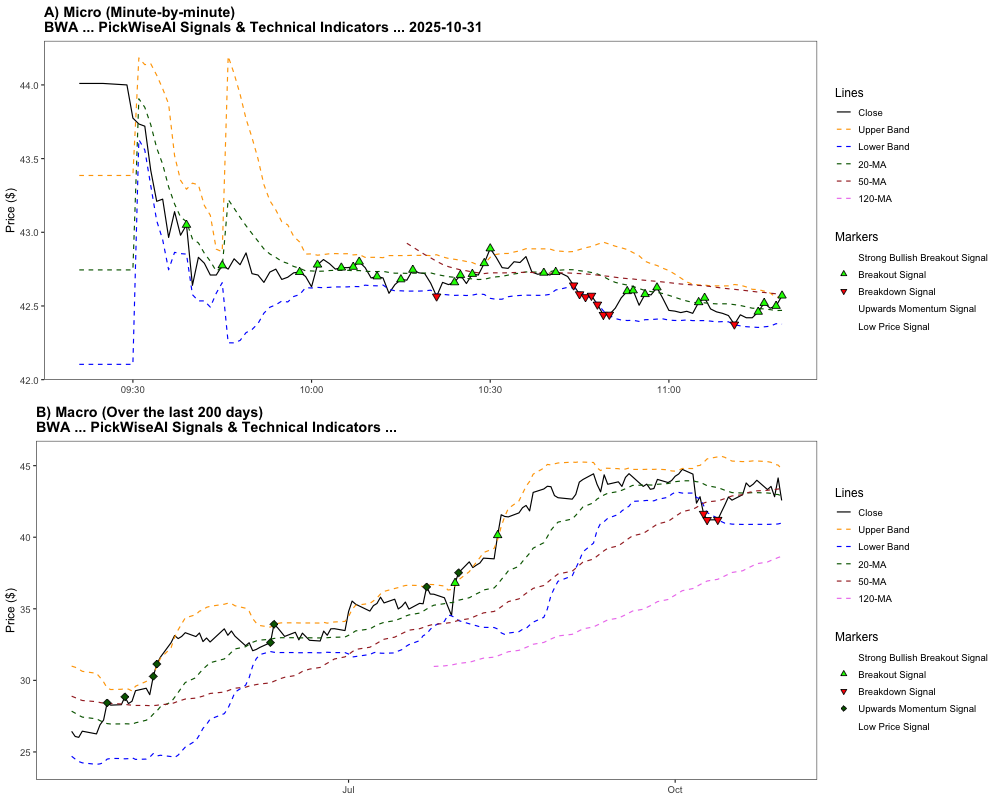 A) Micro (Minute-by-minute)
BWA ... PickWiseAI Signals & Technical Indicators ... 2025-10-31
Price ($)
44.0
43.5
43.0
42.5
42.0
09:30
10:00
10:30
11:00
Lines
Close
Upper Band
Lower Band
20-MA
50-MA
120-MA
Markers
Strong Bullish Breakout Signal
Breakout Signal
Breakdown Signal
Upwards Momentum Signal
Low Price Signal
B) Macro (Over the last 200 days)
BWA ... PickWiseAI Signals & Technical Indicators ...
Price ($)
45
40
35
30
25
Jul
Oct
Lines
Close
Upper Band
Lower Band
20-MA
50-MA
120-MA
Markers
Strong Bullish Breakout Signal
Breakout Signal
Breakdown Signal
Upwards Momentum Signal
Low Price Signal